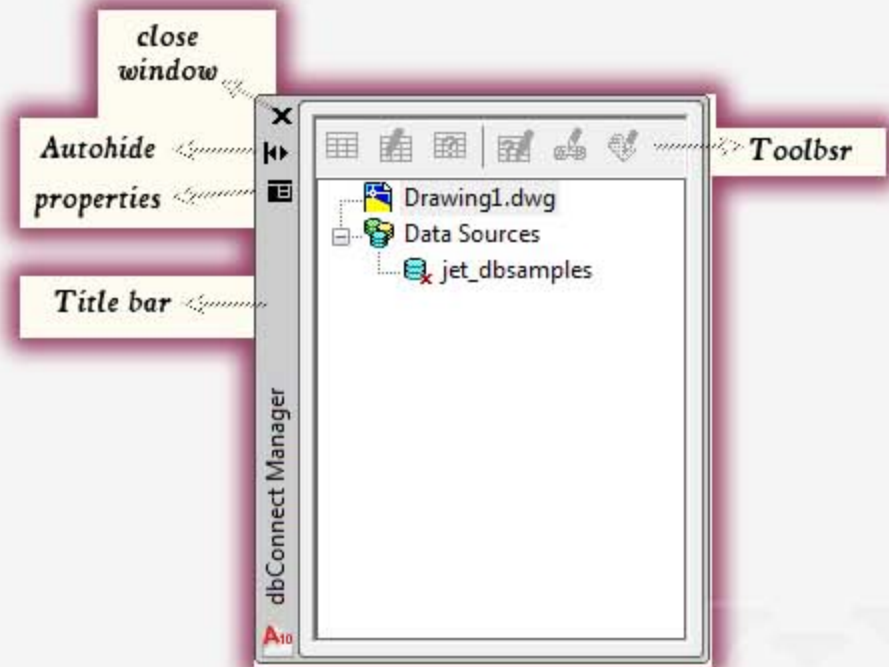 close
window
Autohide
properties
Toolbsr
Drawing1.dwg
Data Sources
jet_dbsamples
Title bar
dbConnect Manager
A10